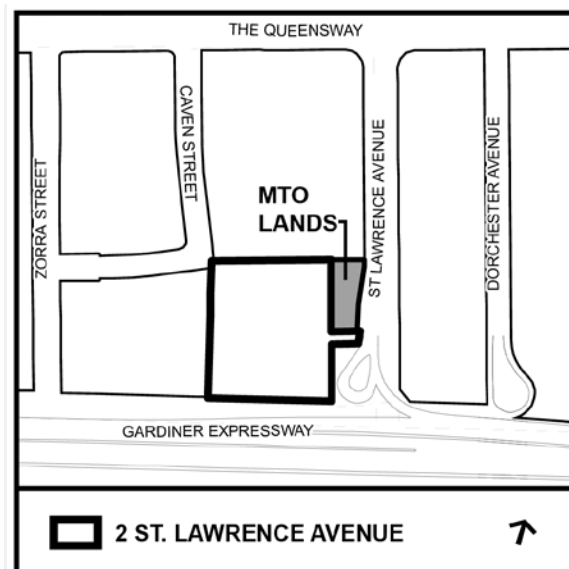 THE QUEENSWAY
CAVEN STREET
ZORRA STREET
MTO
LANDS
ST LAWRENCE AVENUE
DORCHESTER AVENUE
GARDINER EXPRESSWAY
2 ST. LAWRENCE AVENUE